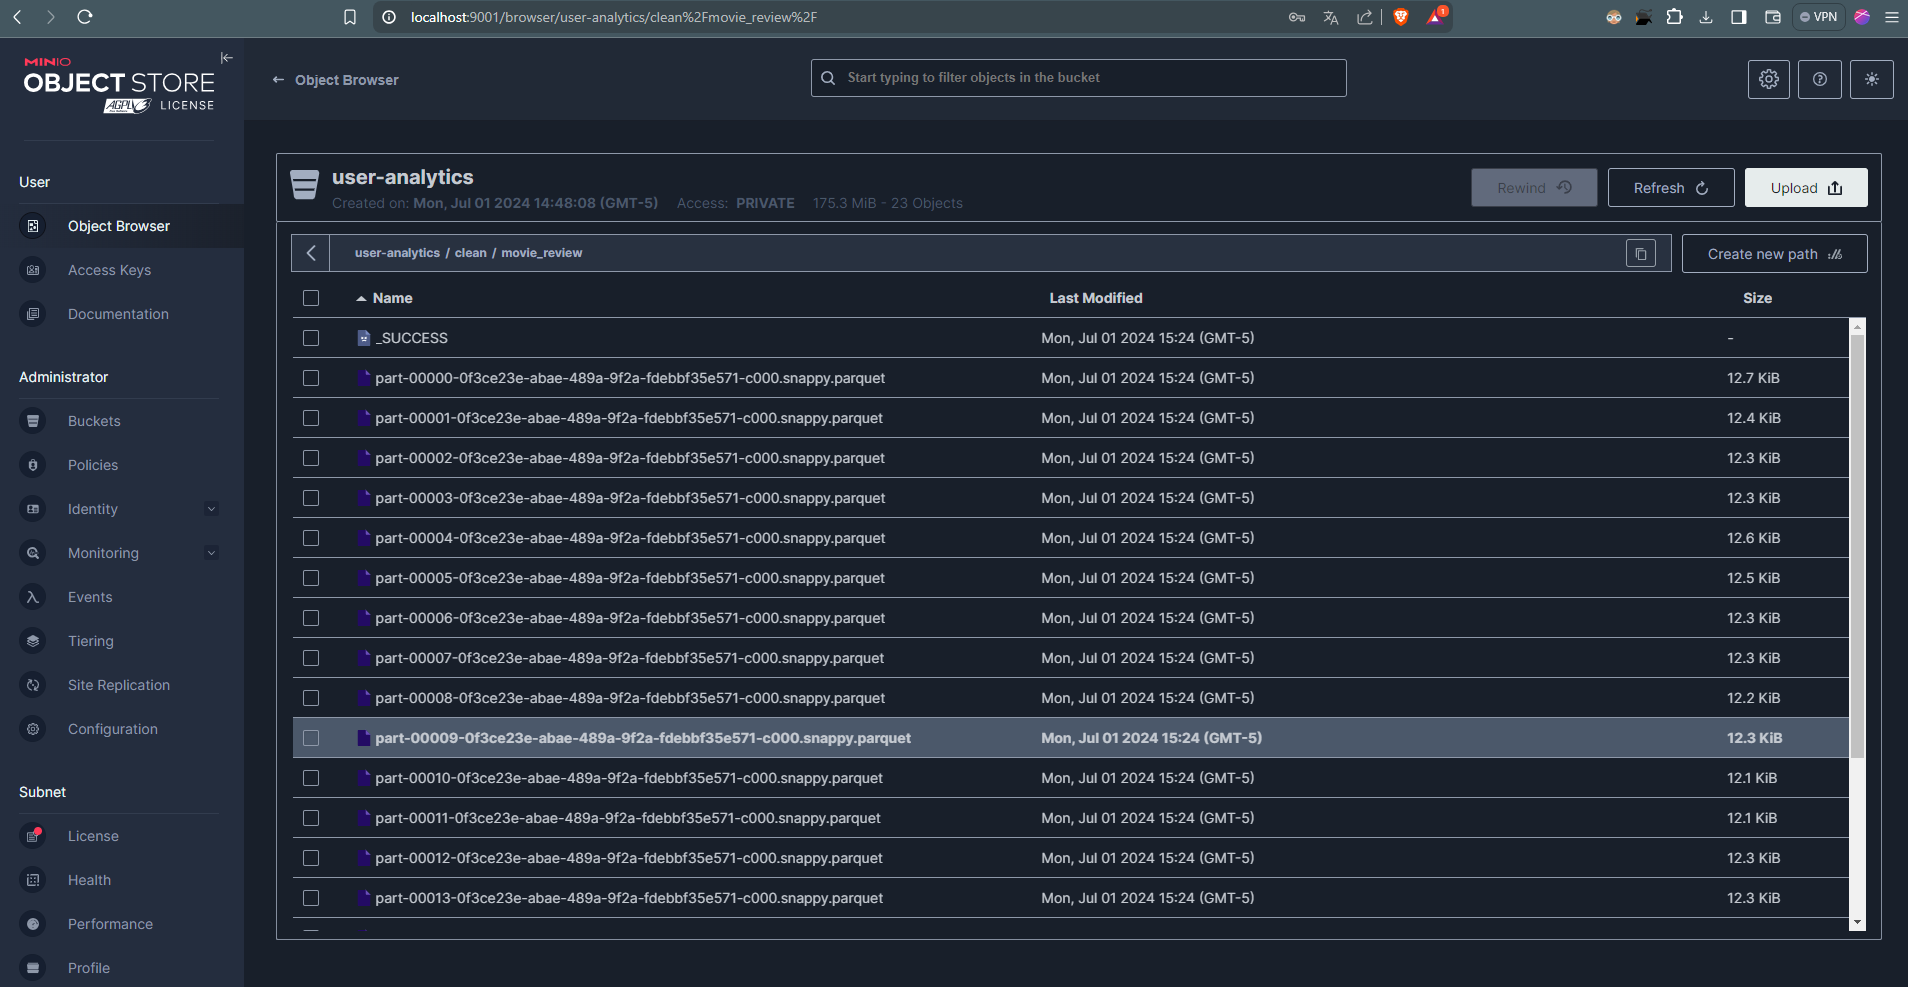 localhost:9001/browser/user-analytics/clean%2Fmovie_review%2F
1
VPN
MINIO
OBJECT STORE
AGPLv3 LICENSE
Object Browser
Start typing to filter objects in the bucket
User
Object Browser
Access Keys
Documentation
Administrator
Buckets
Policies
Identity
Monitoring
Events
Tiering
Site Replication
Configuration
Subnet
License
Health
Performance
Profile
user-analytics
Created on: Mon, Jul 01 2024 14:48:08 (GMT-5) Access: PRIVATE 175.3 MiB - 23 Objects
Rewind
Refresh
Upload
user-analytics / clean / movie_review
Create new path
Name Last Modified Size
_SUCCESS Mon, Jul 01 2024 15:24 (GMT-5) -
part-00000-0f3ce23e-abae-489a-9f2a-fdebbf35e571-c000.snappy.parquet Mon, Jul 01 2024 15:24 (GMT-5) 12.7 KiB
part-00001-0f3ce23e-abae-489a-9f2a-fdebbf35e571-c000.snappy.parquet Mon, Jul 01 2024 15:24 (GMT-5) 12.4 KiB
part-00002-0f3ce23e-abae-489a-9f2a-fdebbf35e571-c000.snappy.parquet Mon, Jul 01 2024 15:24 (GMT-5) 12.3 KiB
part-00003-0f3ce23e-abae-489a-9f2a-fdebbf35e571-c000.snappy.parquet Mon, Jul 01 2024 15:24 (GMT-5) 12.3 KiB
part-00004-0f3ce23e-abae-489a-9f2a-fdebbf35e571-c000.snappy.parquet Mon, Jul 01 2024 15:24 (GMT-5) 12.6 KiB
part-00005-0f3ce23e-abae-489a-9f2a-fdebbf35e571-c000.snappy.parquet Mon, Jul 01 2024 15:24 (GMT-5) 12.5 KiB
part-00006-0f3ce23e-abae-489a-9f2a-fdebbf35e571-c000.snappy.parquet Mon, Jul 01 2024 15:24 (GMT-5) 12.3 KiB
part-00007-0f3ce23e-abae-489a-9f2a-fdebbf35e571-c000.snappy.parquet Mon, Jul 01 2024 15:24 (GMT-5) 12.3 KiB
part-00008-0f3ce23e-abae-489a-9f2a-fdebbf35e571-c000.snappy.parquet Mon, Jul 01 2024 15:24 (GMT-5) 12.2 KiB
part-00009-0f3ce23e-abae-489a-9f2a-fdebbf35e571-c000.snappy.parquet Mon, Jul 01 2024 15:24 (GMT-5) 12.3 KiB
part-00010-0f3ce23e-abae-489a-9f2a-fdebbf35e571-c000.snappy.parquet Mon, Jul 01 2024 15:24 (GMT-5) 12.1 KiB
part-00011-0f3ce23e-abae-489a-9f2a-fdebbf35e571-c000.snappy.parquet Mon, Jul 01 2024 15:24 (GMT-5) 12.1 KiB
part-00012-0f3ce23e-abae-489a-9f2a-fdebbf35e571-c000.snappy.parquet Mon, Jul 01 2024 15:24 (GMT-5) 12.3 KiB
part-00013-0f3ce23e-abae-489a-9f2a-fdebbf35e571-c000.snappy.parquet Mon, Jul 01 2024 15:24 (GMT-5) 12.3 KiB